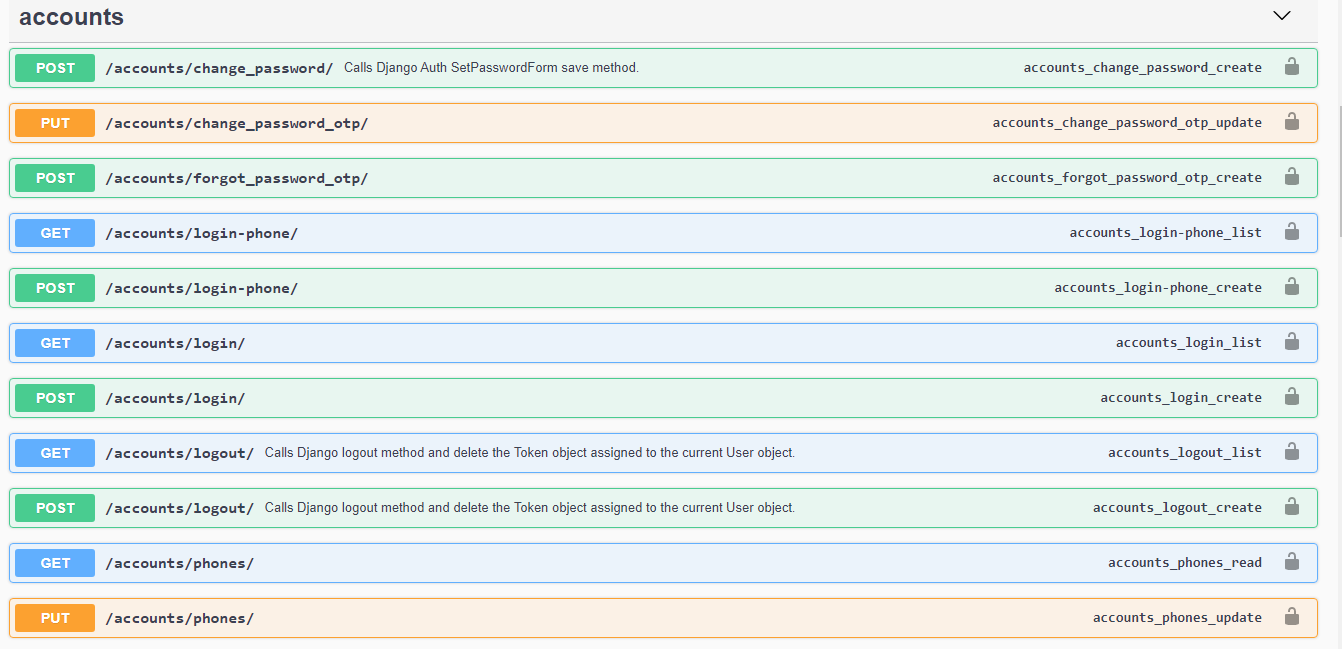 accounts
POST /accounts/change_password/ Calls Django Auth SetPasswordForm save method. accounts_change_password_create
PUT /accounts/change_password_otp/ accounts_change_password_otp_update
POST /accounts/forgot_password_otp/ accounts_forgot_password_otp_create
GET /accounts/login-phone/ accounts_login-phone_list
POST /accounts/login-phone/ accounts_login-phone_create
GET /accounts/login/ accounts_login_list
POST /accounts/login/ accounts_login_create
GET /accounts/logout/ Calls Django logout method and delete the Token object assigned to the current User object. accounts_logout_list
POST /accounts/logout/ Calls Django logout method and delete the Token object assigned to the current User object. accounts_logout_create
GET /accounts/phones/ accounts_phones_read
PUT /accounts/phones/ accounts_phones_update